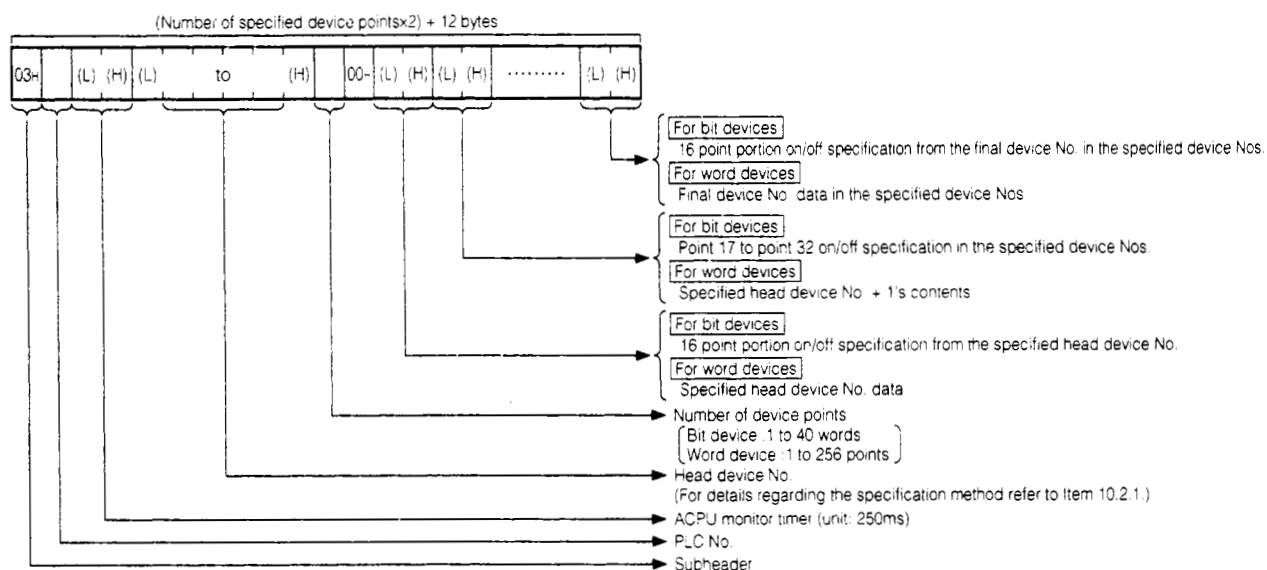 (Number of specified device pointsx2) + 12 bytes
03H (L) (H) (L) to (H) 00- (L) (H) (L) (H) ········· (L) (H)
For bit devices
16 point portion on/off specification from the final device No. in the specified device Nos.
For word devices
Final device No. data in the specified device Nos
For bit devices
Point 17 to point 32 on/off specification in the specified device Nos.
For word devices
Specified head device No. + 1's contents
For bit devices
16 point portion on/off specification from the specified head device No.
For word devices
Specified head device No. data
Number of device points
Bit device :1 to 40 words
Word device :1 to 256 points
Head device No.
(For details regarding the specification method refer to Item 10.2.1.)
ACPU monitor timer (unit: 250ms)
PLC No.
Subheader